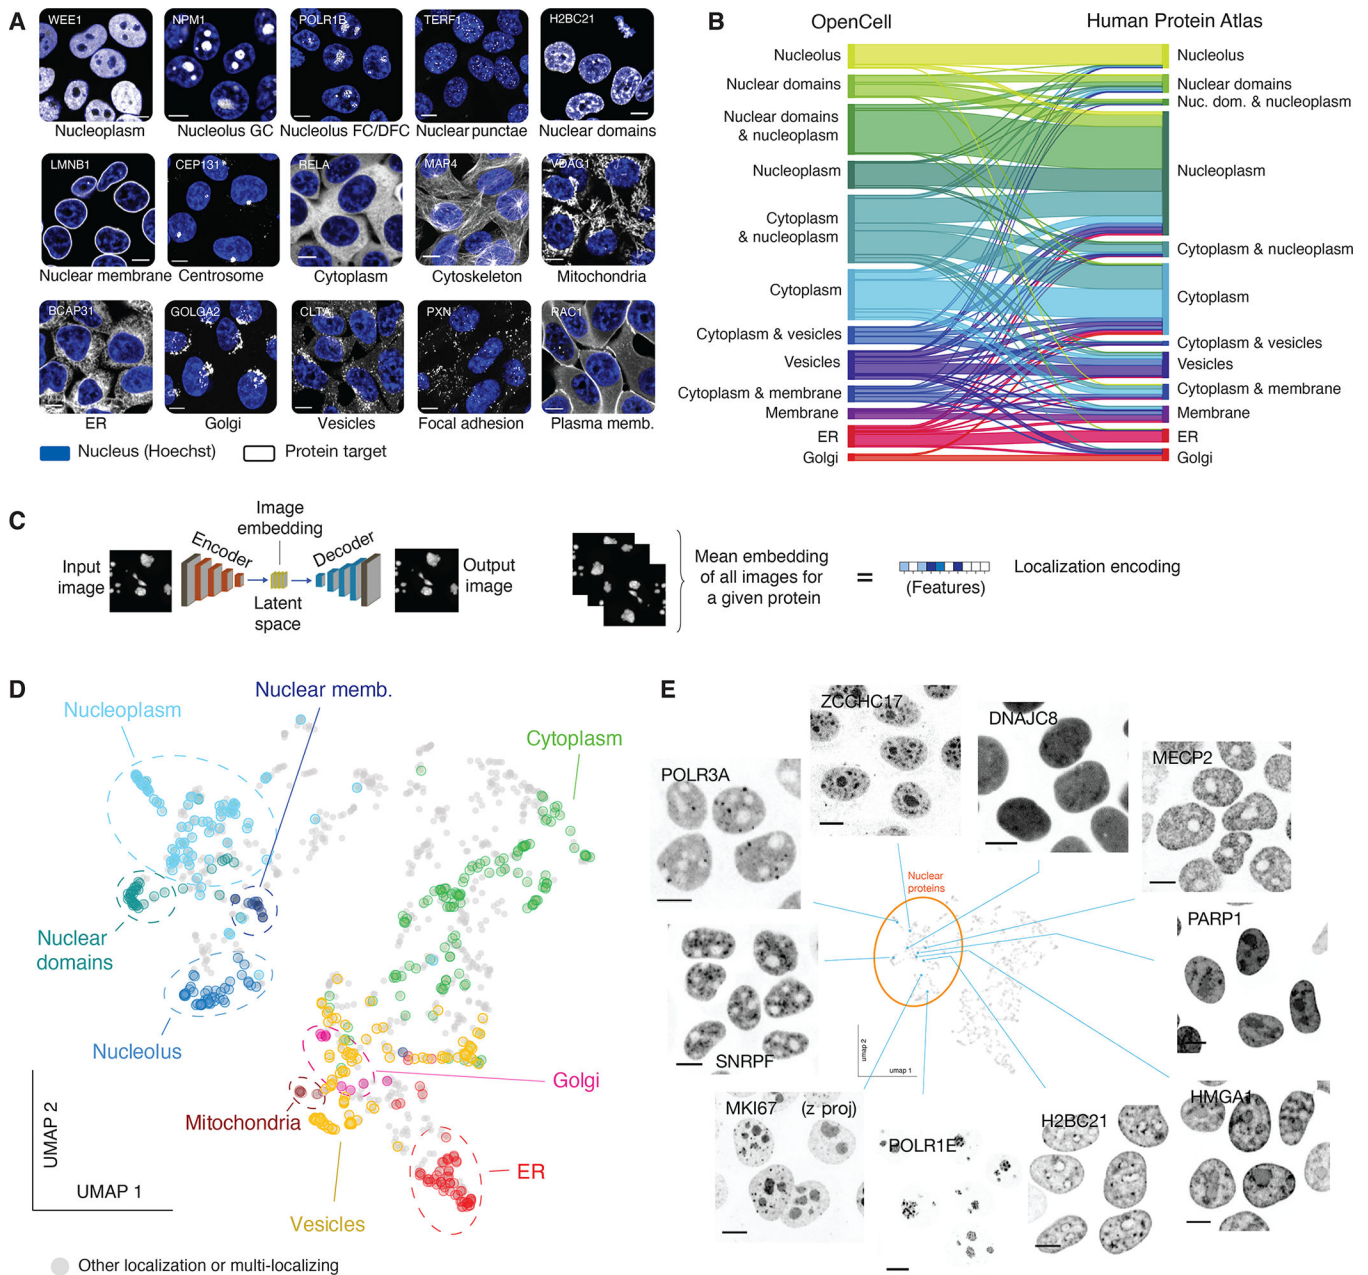 A
WEE1
NPM1
POLR1B
TERF1
H2BC21
Nucleoplasm
Nucleolus GC
Nucleolus FC/DFC
Nuclear punctae
Nuclear domains
LMNB1
CEP131
RELA
MAP4
VDAC1
Nuclear membrane
Centrosome
Cytoplasm
Cytoskeleton
Mitochondria
BCAP31
GOLGA2
CLTA
PXN
RAC1
ER
Golgi
Vesicles
Focal adhesion
Plasma memb.
Nucleus (Hoechst)
Protein target
B
OpenCell
Human Protein Atlas
Nucleolus
Nuclear domains
Nuclear domains
& nucleoplasm
Nucleoplasm
Cytoplasm
& nucleoplasm
Cytoplasm
Cytoplasm & vesicles
Vesicles
Cytoplasm & membrane
Membrane
ER
Golgi
Nucleolus
Nuclear domains
Nuc. dom. & nucleoplasm
Nucleoplasm
Cytoplasm & nucleoplasm
Cytoplasm
Cytoplasm & vesicles
Vesicles
Cytoplasm & membrane
Membrane
ER
Golgi
C
Input
image
Encoder
Image
embedding
Latent
space
Decoder
Output
image
Mean embedding
of all images for
a given protein
=
(Features)
Localization encoding
D
Nucleoplasm
Nuclear memb.
Cytoplasm
Nuclear
domains
Nucleolus
Golgi
Mitochondria
ER
Vesicles
UMAP 2
UMAP 1
Other localization or multi-localizing
E
ZCCHC17
DNAJC8
POLR3A
MECP2
Nuclear
proteins
PARP1
SNRPF
umap 2
umap 1
MKI67
(z proj)
POLR1E
H2BC21
HMGA1